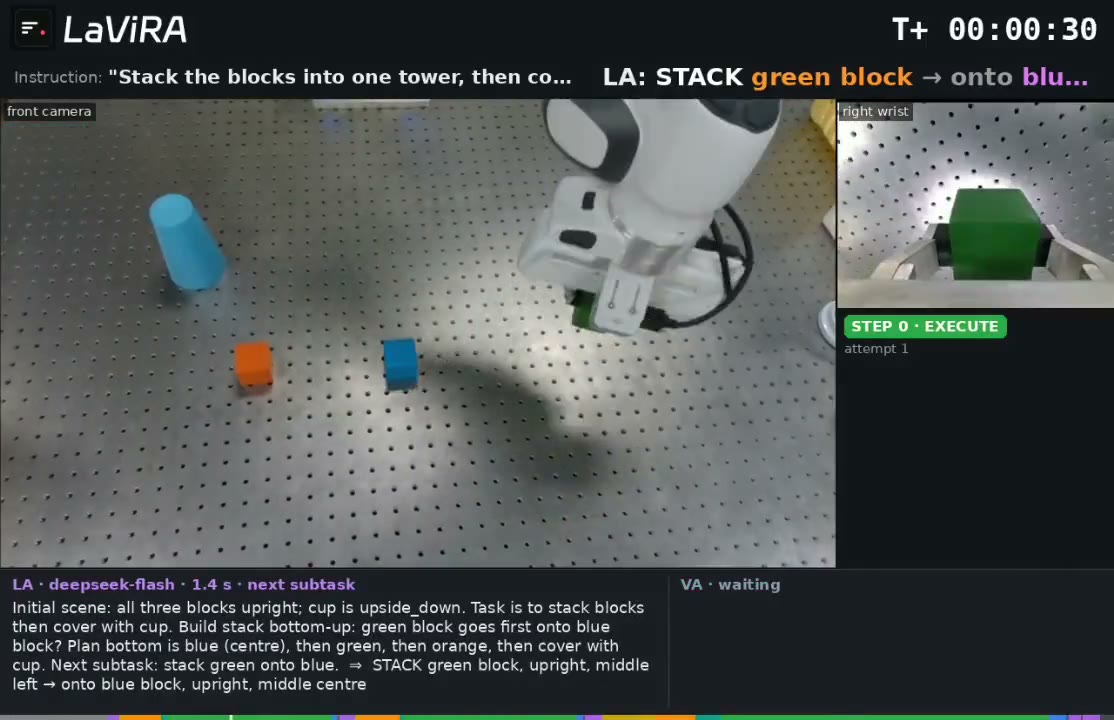 LaViRA
T+ 00:00:30
Instruction: "Stack the blocks into one tower, then co...
LA: STACK green block → onto blu...
front camera
right wrist
STEP 0 · EXECUTE
attempt 1
LA · deepseek-flash · 1.4 s · next subtask
Initial scene: all three blocks upright; cup is upside_down. Task is to stack blocks
then cover with cup. Build stack bottom-up: green block goes first onto blue
block? Plan bottom is blue (centre), then green, then orange, then cover with
cup. Next subtask: stack green onto blue. ⇒ STACK green block, upright, middle
left → onto blue block, upright, middle centre
VA · waiting